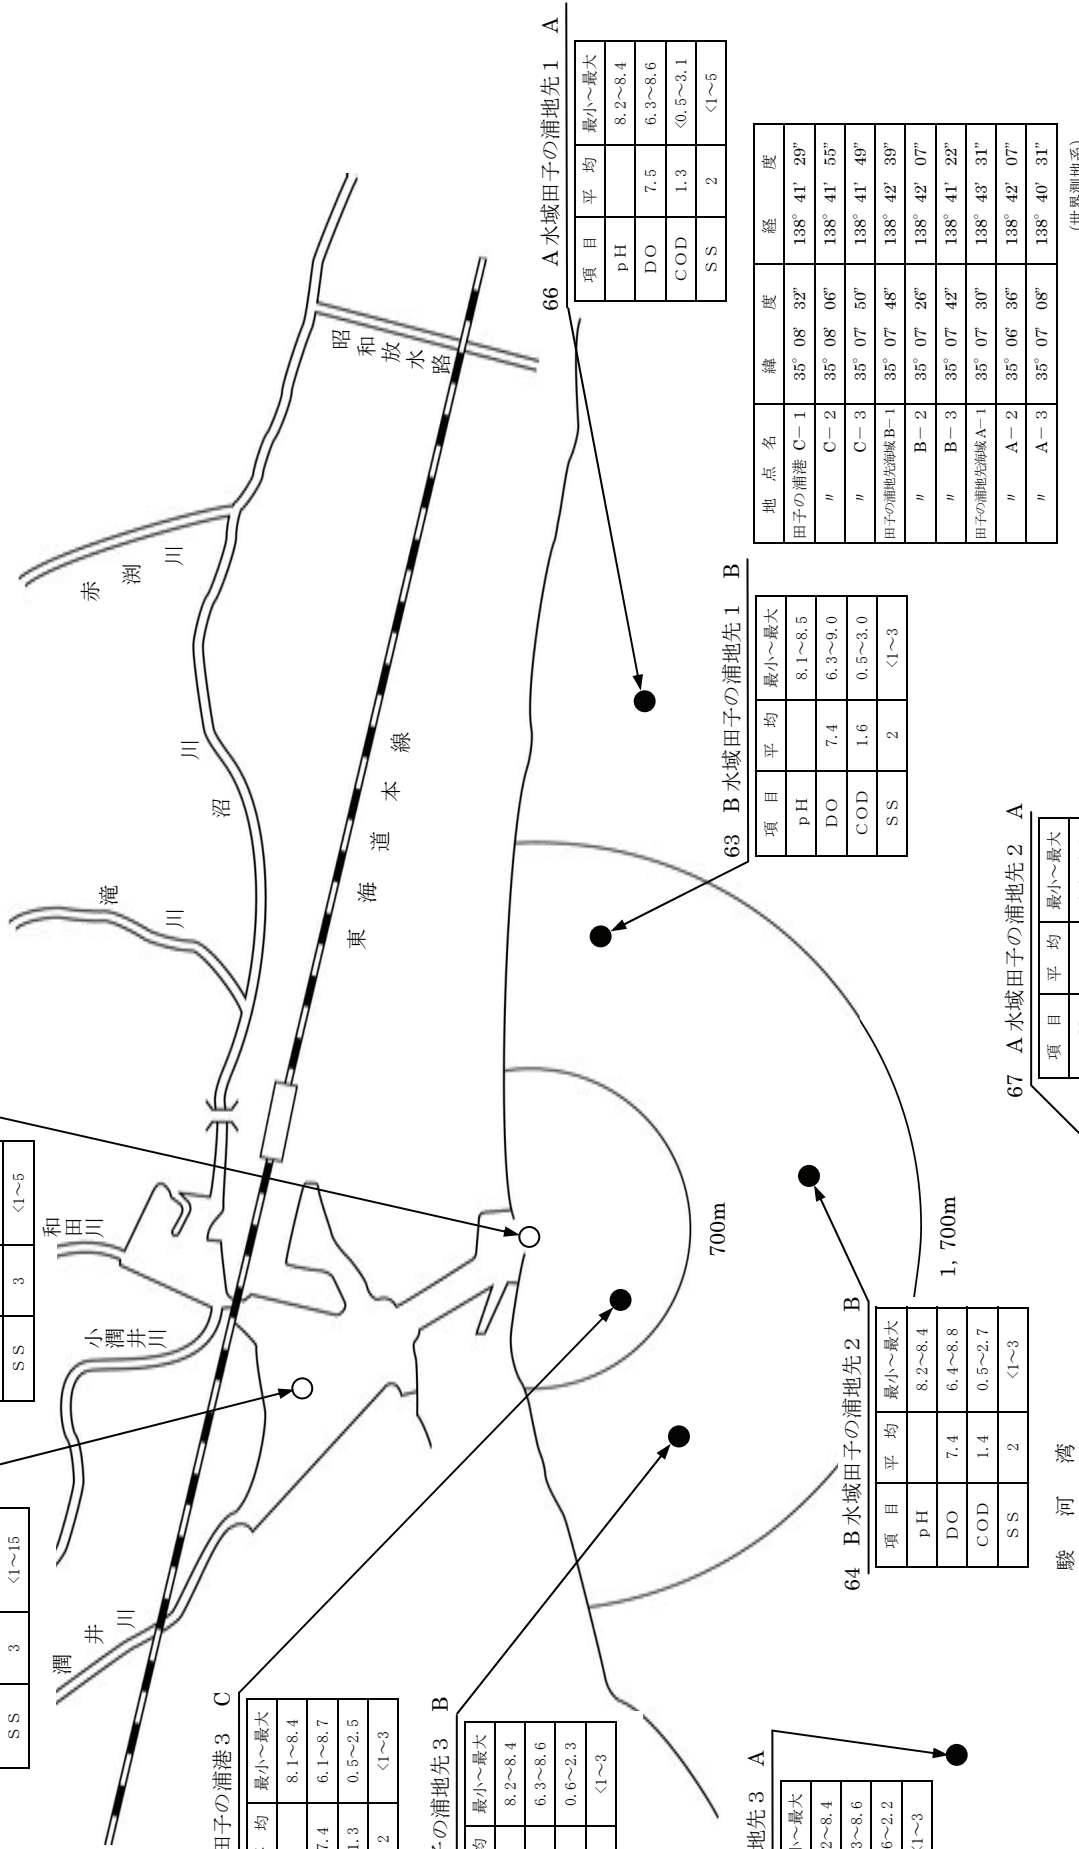 SS 3 <1～15
SS 3 <1～5
和田川
小潤井川
潤井川
滝川
沼川
赤渕川
昭和放水路
東海道本線
田子の浦港3 C
均 最小～最大
8.1～8.4
7.4 6.1～8.7
1.3 0.5～2.5
2 <1～3
子の浦地先3 B
均 最小～最大
8.2～8.4
6.3～8.6
0.6～2.3
<1～3
地先3 A
小～最大
2～8.4
3～8.6
6～2.2
<1～3
64 B水域田子の浦地先2 B
項目 平均 最小～最大
pH 8.2～8.4
DO 7.4 6.4～8.8
COD 1.4 0.5～2.7
SS 2 <1～3
63 B水域田子の浦地先1 B
項目 平均 最小～最大
pH 8.1～8.5
DO 7.4 6.3～9.0
COD 1.6 0.5～3.0
SS 2 <1～3
66 A水域田子の浦地先1 A
項目 平均 最小～最大
pH 8.2～8.4
DO 7.5 6.3～8.6
COD 1.3 <0.5～3.1
SS 2 <1～5
67 A水域田子の浦地先2 A
項目 平均 最小～最大
700m
1,700m
駿河湾
地点名 緯度 経度
田子の浦港 C－1 35° 08' 32” 138° 41' 29”
〃 C－2 35° 08' 06” 138° 41' 55”
〃 C－3 35° 07' 50” 138° 41' 49”
田子の浦地先海域B－1 35° 07' 48” 138° 42' 39”
〃 B－2 35° 07' 26” 138° 42' 07”
〃 B－3 35° 07' 42” 138° 41' 22”
田子の浦地先海域A－1 35° 07' 30” 138° 43' 31”
〃 A－2 35° 06' 36” 138° 42' 07”
〃 A－3 35° 07' 08” 138° 40' 31”
(世界測地系)